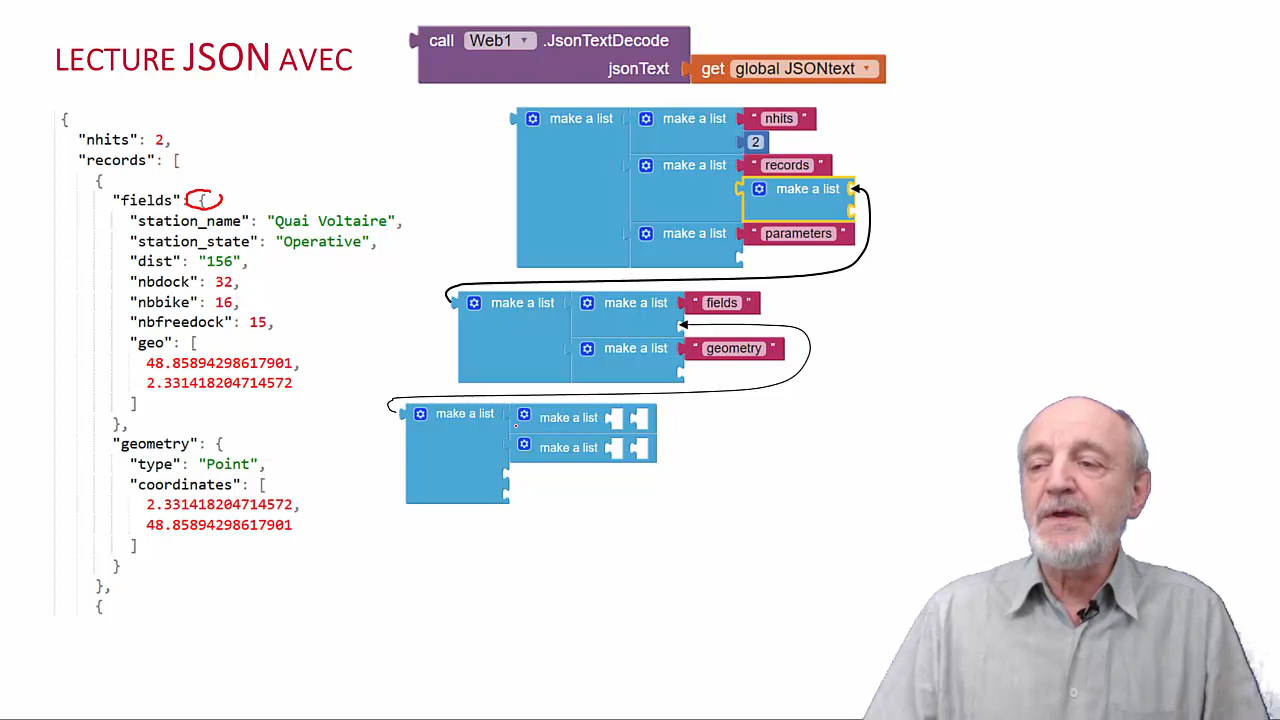 LECTURE JSON AVEC
call Web1 .JsonTextDecode
jsonText get global JSONtext
{
"nhits": 2,
"records": [
{
"fields": {
"station_name": "Quai Voltaire",
"station_state": "Operative",
"dist": "156",
"nbdock": 32,
"nbbike": 16,
"nbfreedock": 15,
"geo": [
48.85894298617901,
2.331418204714572
]
},
"geometry": {
"type": "Point",
"coordinates": [
2.331418204714572,
48.85894298617901
]
}
},
{
make a list make a list " nhits "
2
make a list " records "
make a list
make a list " parameters "
make a list make a list " fields "
make a list " geometry "
make a list make a list
make a list